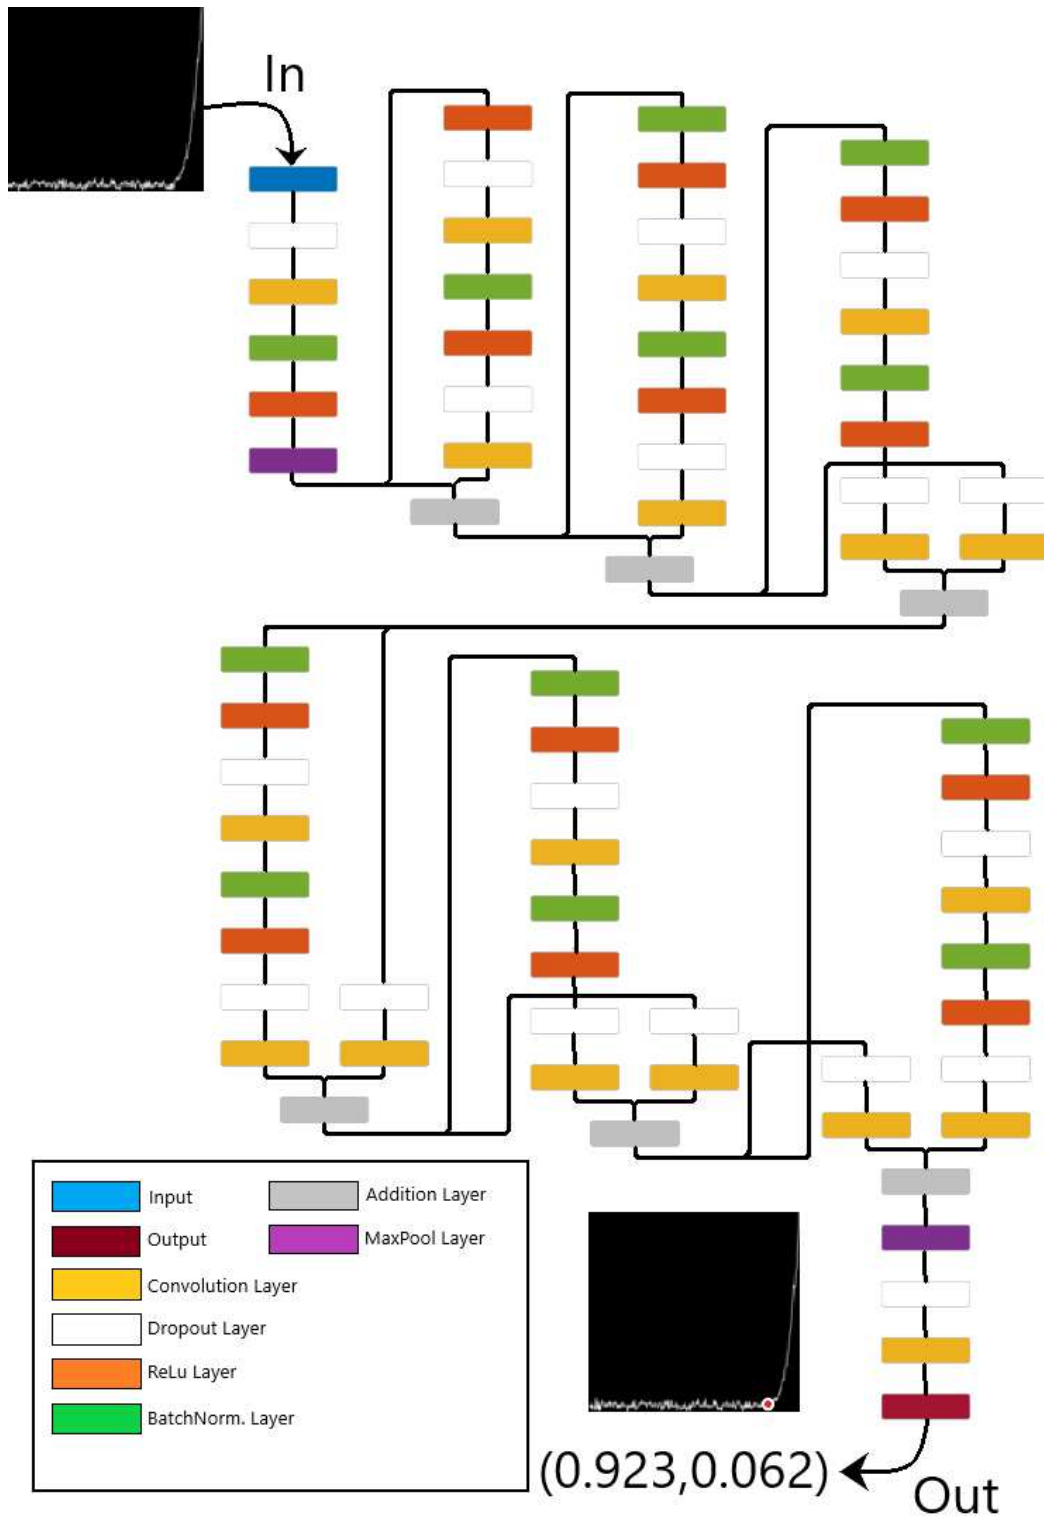 In
Input
Addition Layer
Output
MaxPool Layer
Convolution Layer
Dropout Layer
ReLu Layer
BatchNorm. Layer
(0.923,0.062)
Out